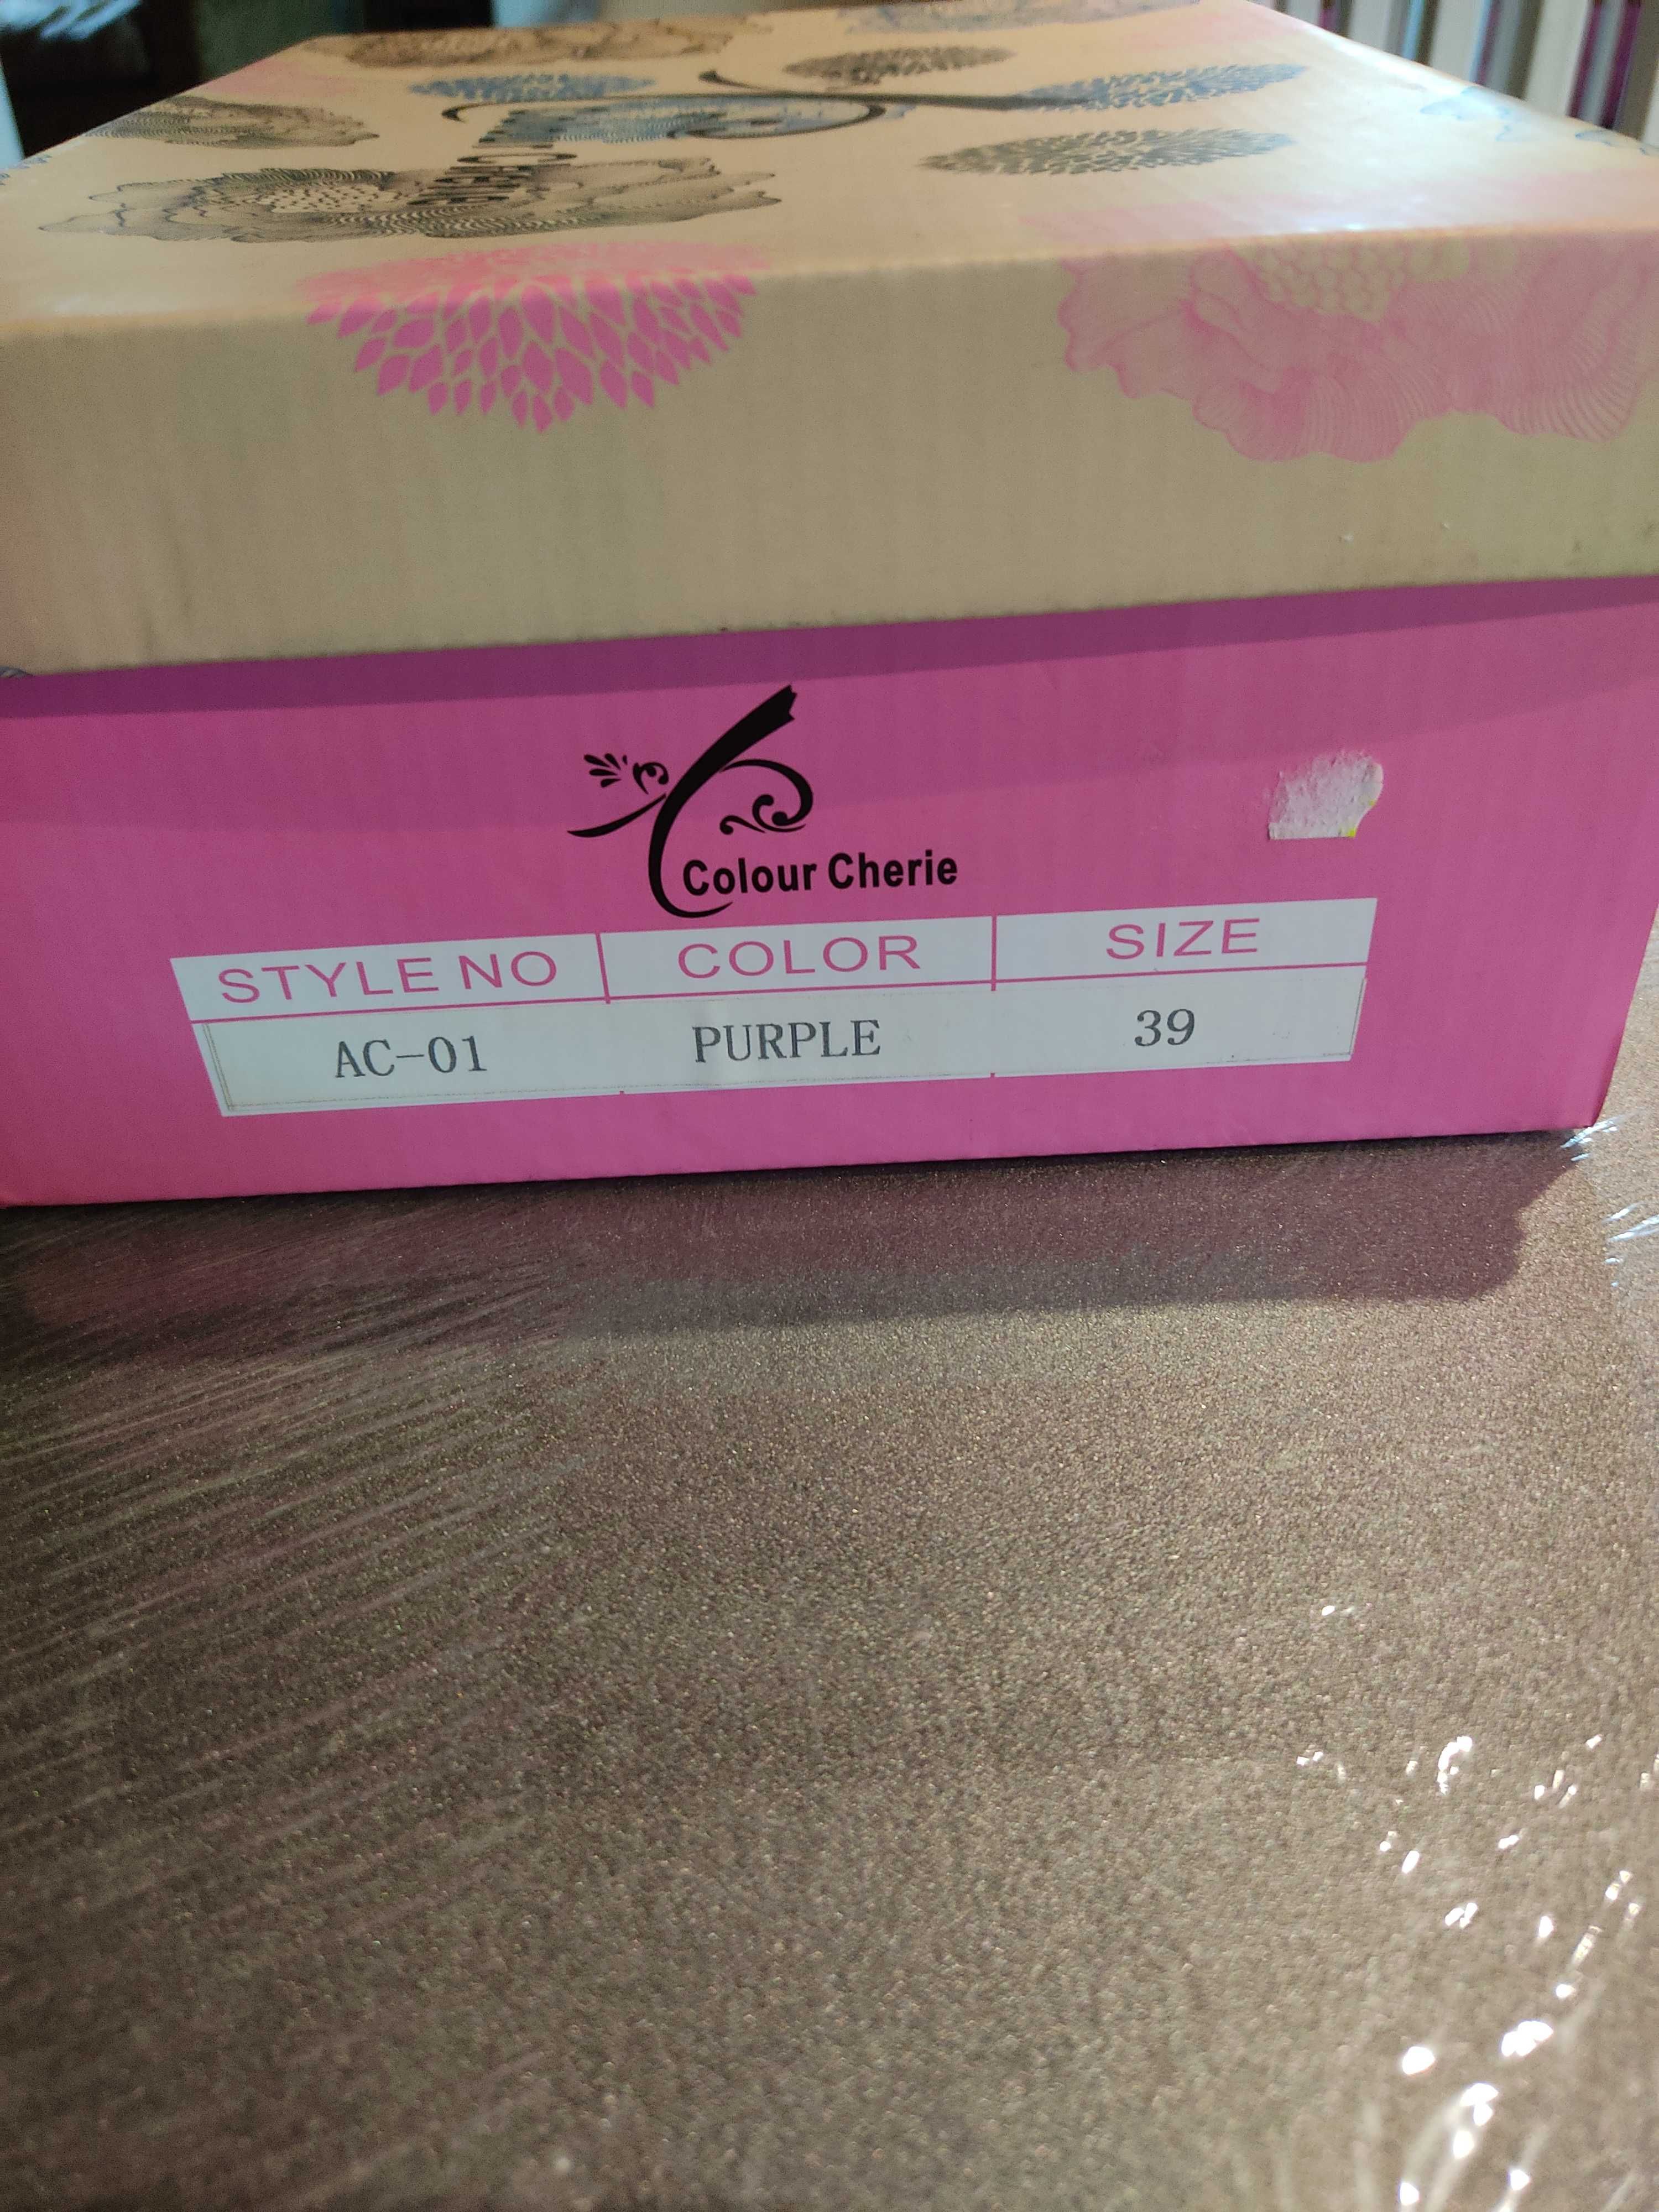 Colour Cherie
STYLE NO COLOR SIZE
AC-01 PURPLE 39